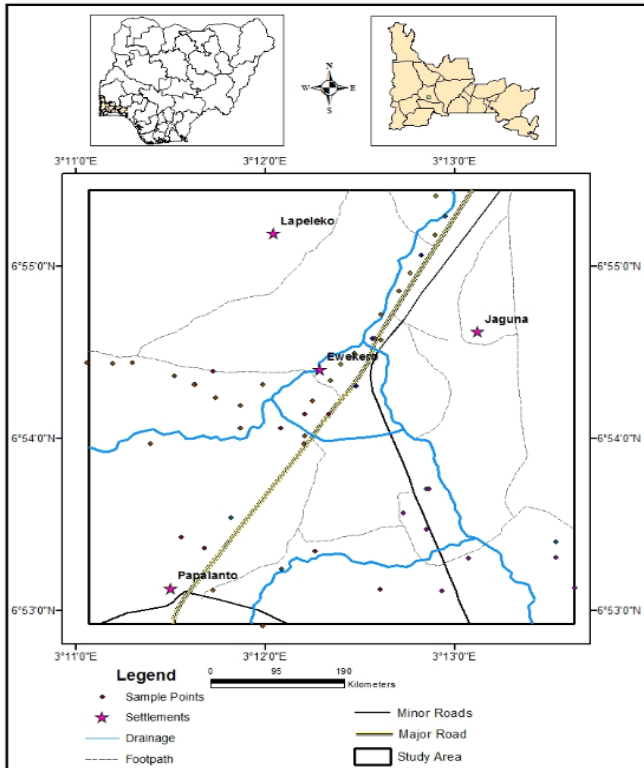 N
W E
S
3°11'0"E 3°12'0"E 3°13'0"E
Lapeleko
6°55'0"N 6°55'0"N
Jaguna
Ewekero
6°54'0"N 6°54'0"N
Papalanto
6°53'0"N 6°53'0"N
3°11'0"E 3°12'0"E 3°13'0"E
Legend
0 95 190
Kilometers
Sample Points
Settlements
Drainage
Footpath
Minor Roads
Major Road
Study Area